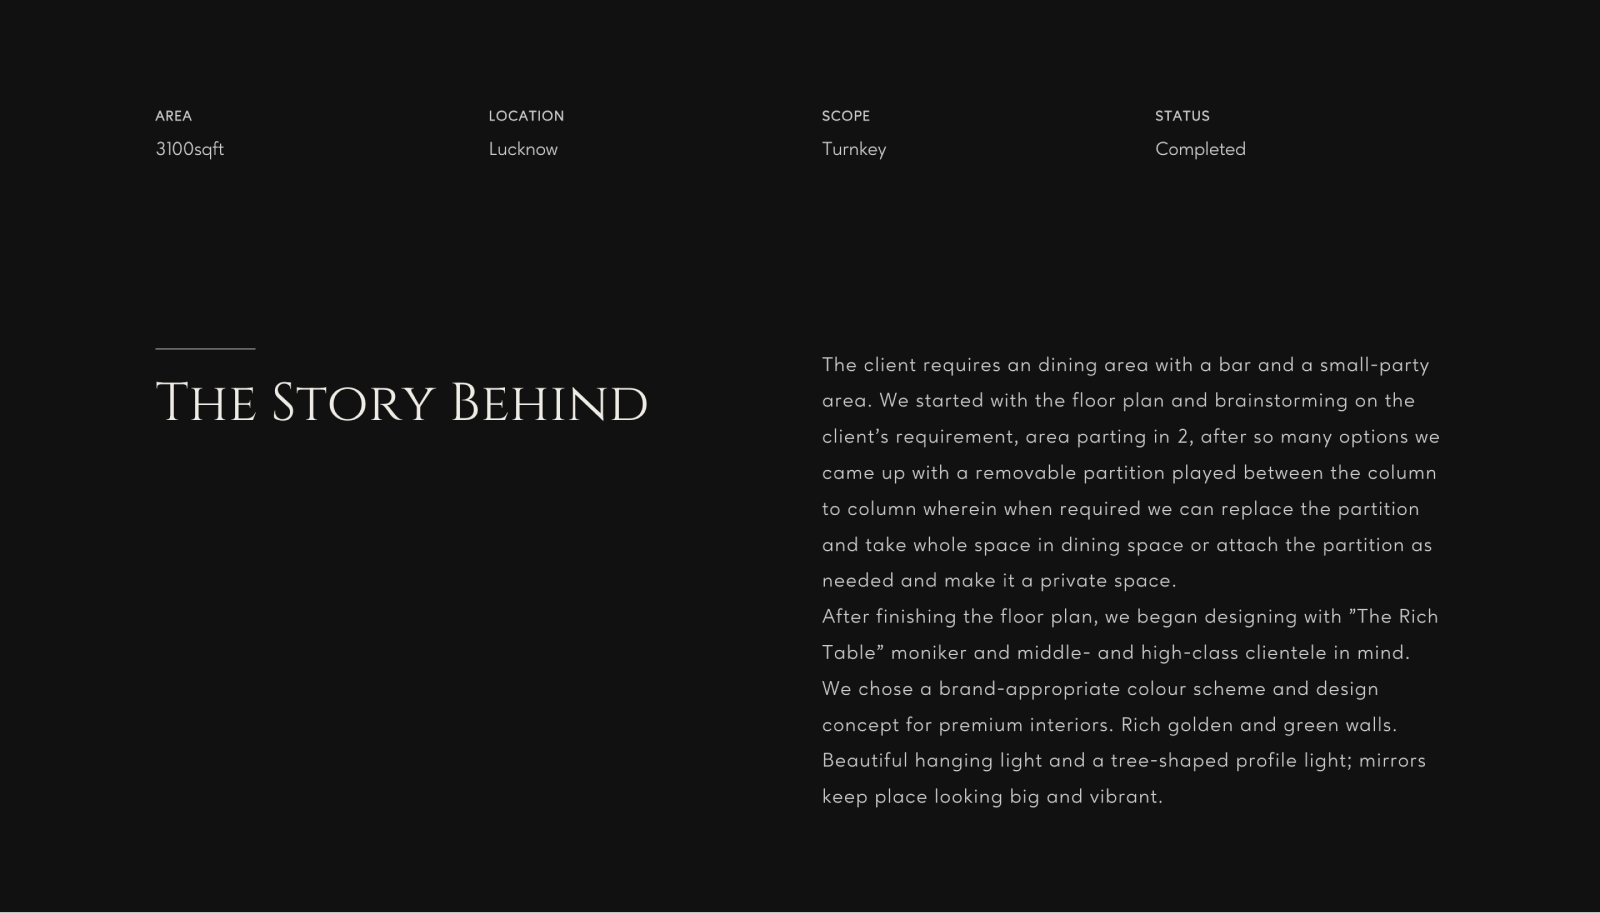 AREA
3100sqft
LOCATION
Lucknow
SCOPE
Turnkey
STATUS
Completed
The Story Behind
The client requires an dining area with a bar and a small-party
area. We started with the floor plan and brainstorming on the
client’s requirement, area parting in 2, after so many options we
came up with a removable partition played between the column
to column wherein when required we can replace the partition
and take whole space in dining space or attach the partition as
needed and make it a private space.
After finishing the floor plan, we began designing with ”The Rich
Table” moniker and middle- and high-class clientele in mind.
We chose a brand-appropriate colour scheme and design
concept for premium interiors. Rich golden and green walls.
Beautiful hanging light and a tree-shaped profile light; mirrors
keep place looking big and vibrant.